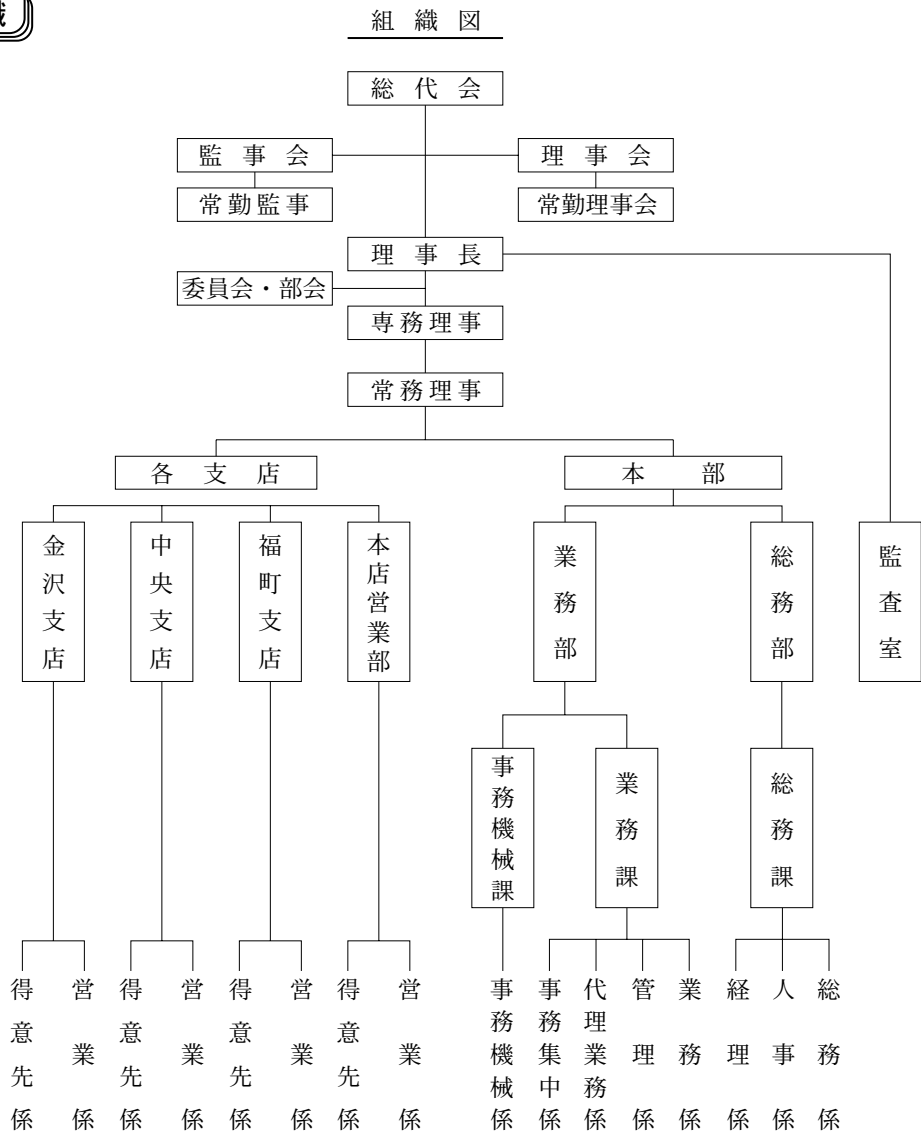 組織図
総代会
監事会
理事会
常勤監事
常勤理事会
理事長
委員会・部会
専務理事
常務理事
各支店
本部
金沢支店
中央支店
福町支店
本店営業部
業務部
総務部
監査室
事務機械課
業務課
総務課
得意先係
営業係
得意先係
営業係
得意先係
営業係
得意先係
営業係
事務機械係
事務集中係
代理業務係
管理係
業務係
経理係
人事係
総務係